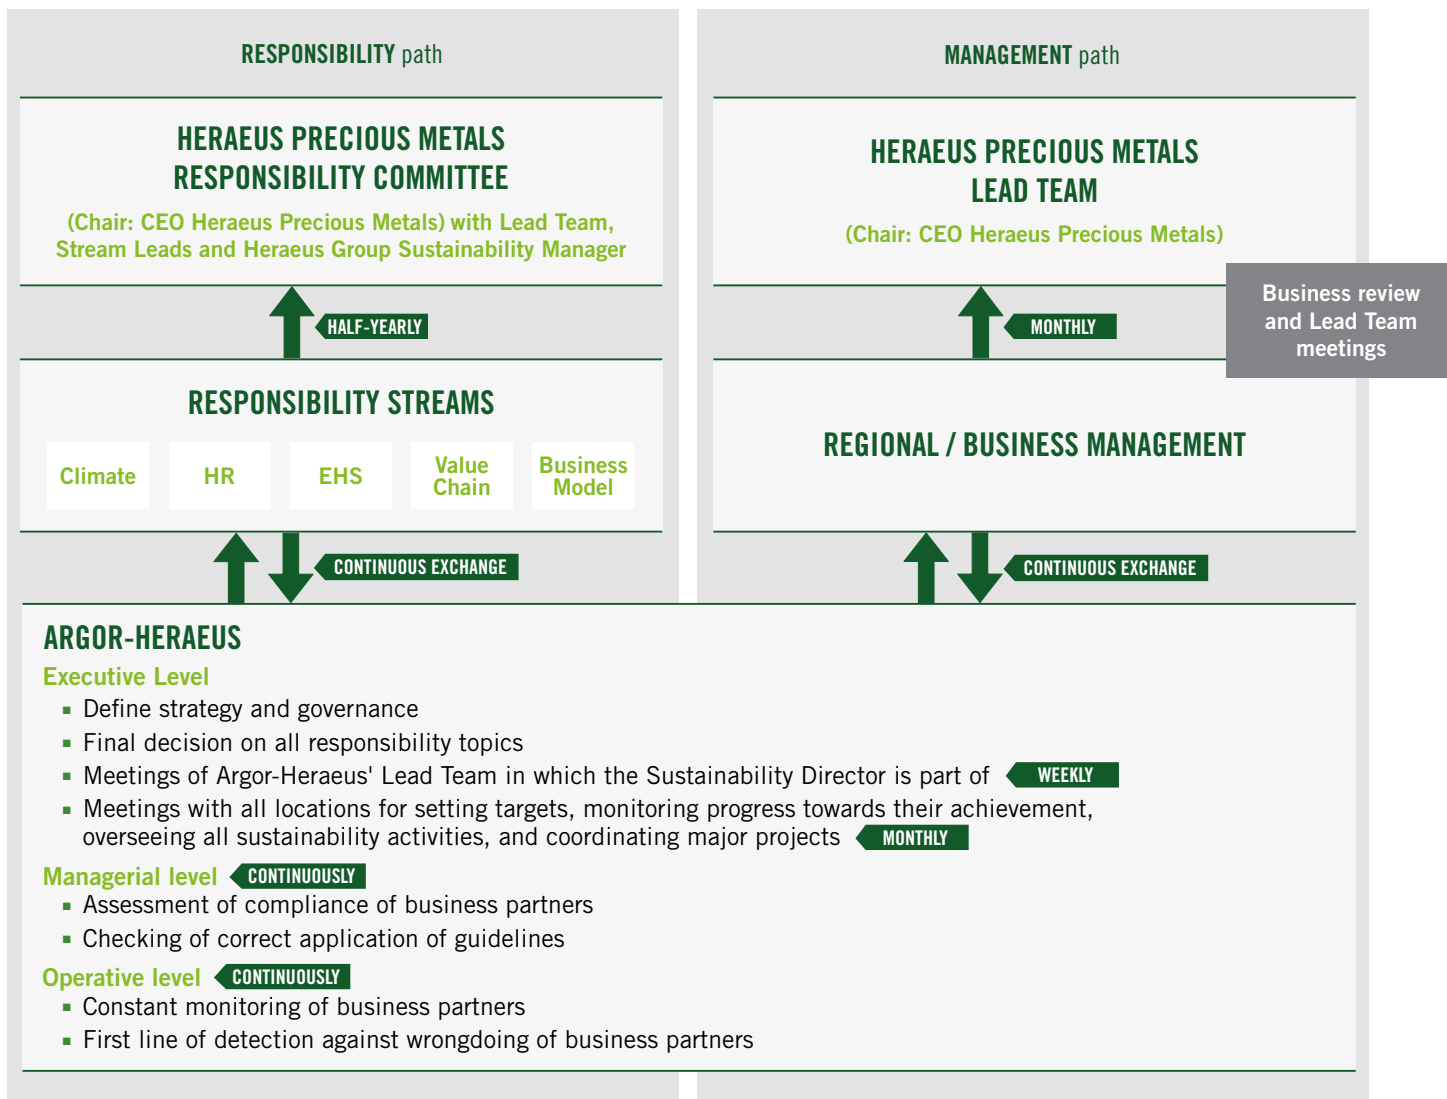 RESPONSIBILITY path
HERAEUS PRECIOUS METALS
RESPONSIBILITY COMMITTEE
(Chair: CEO Heraeus Precious Metals) with Lead Team,
Stream Leads and Heraeus Group Sustainability Manager
HALF-YEARLY
RESPONSIBILITY STREAMS
Climate
HR
EHS
Value
Chain
Business
Model
CONTINUOUS EXCHANGE
MANAGEMENT path
HERAEUS PRECIOUS METALS
LEAD TEAM
(Chair: CEO Heraeus Precious Metals)
MONTHLY
Business review
and Lead Team
meetings
REGIONAL / BUSINESS MANAGEMENT
CONTINUOUS EXCHANGE
ARGOR-HERAEUS
Executive Level
▪ Define strategy and governance
▪ Final decision on all responsibility topics
▪ Meetings of Argor-Heraeus' Lead Team in which the Sustainability Director is part of WEEKLY
▪ Meetings with all locations for setting targets, monitoring progress towards their achievement,
overseeing all sustainability activities, and coordinating major projects MONTHLY
Managerial level CONTINUOUSLY
▪ Assessment of compliance of business partners
▪ Checking of correct application of guidelines
Operative level CONTINUOUSLY
▪ Constant monitoring of business partners
▪ First line of detection against wrongdoing of business partners